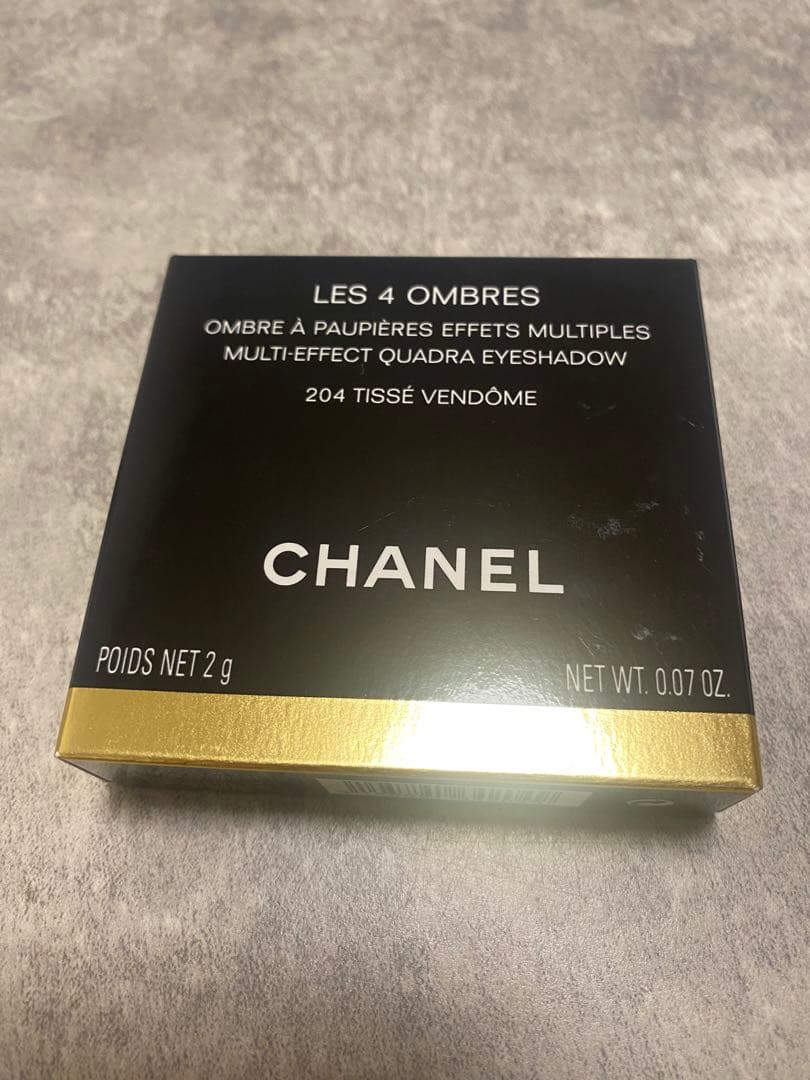 LES 4 OMBRES
OMBRE À PAUPIÈRES EFFETS MULTIPLES
MULTI-EFFECT QUADRA EYESHADOW
204 TISSÉ VENDÔME
CHANEL
POIDS NET 2 g
NET WT. 0.07 OZ.